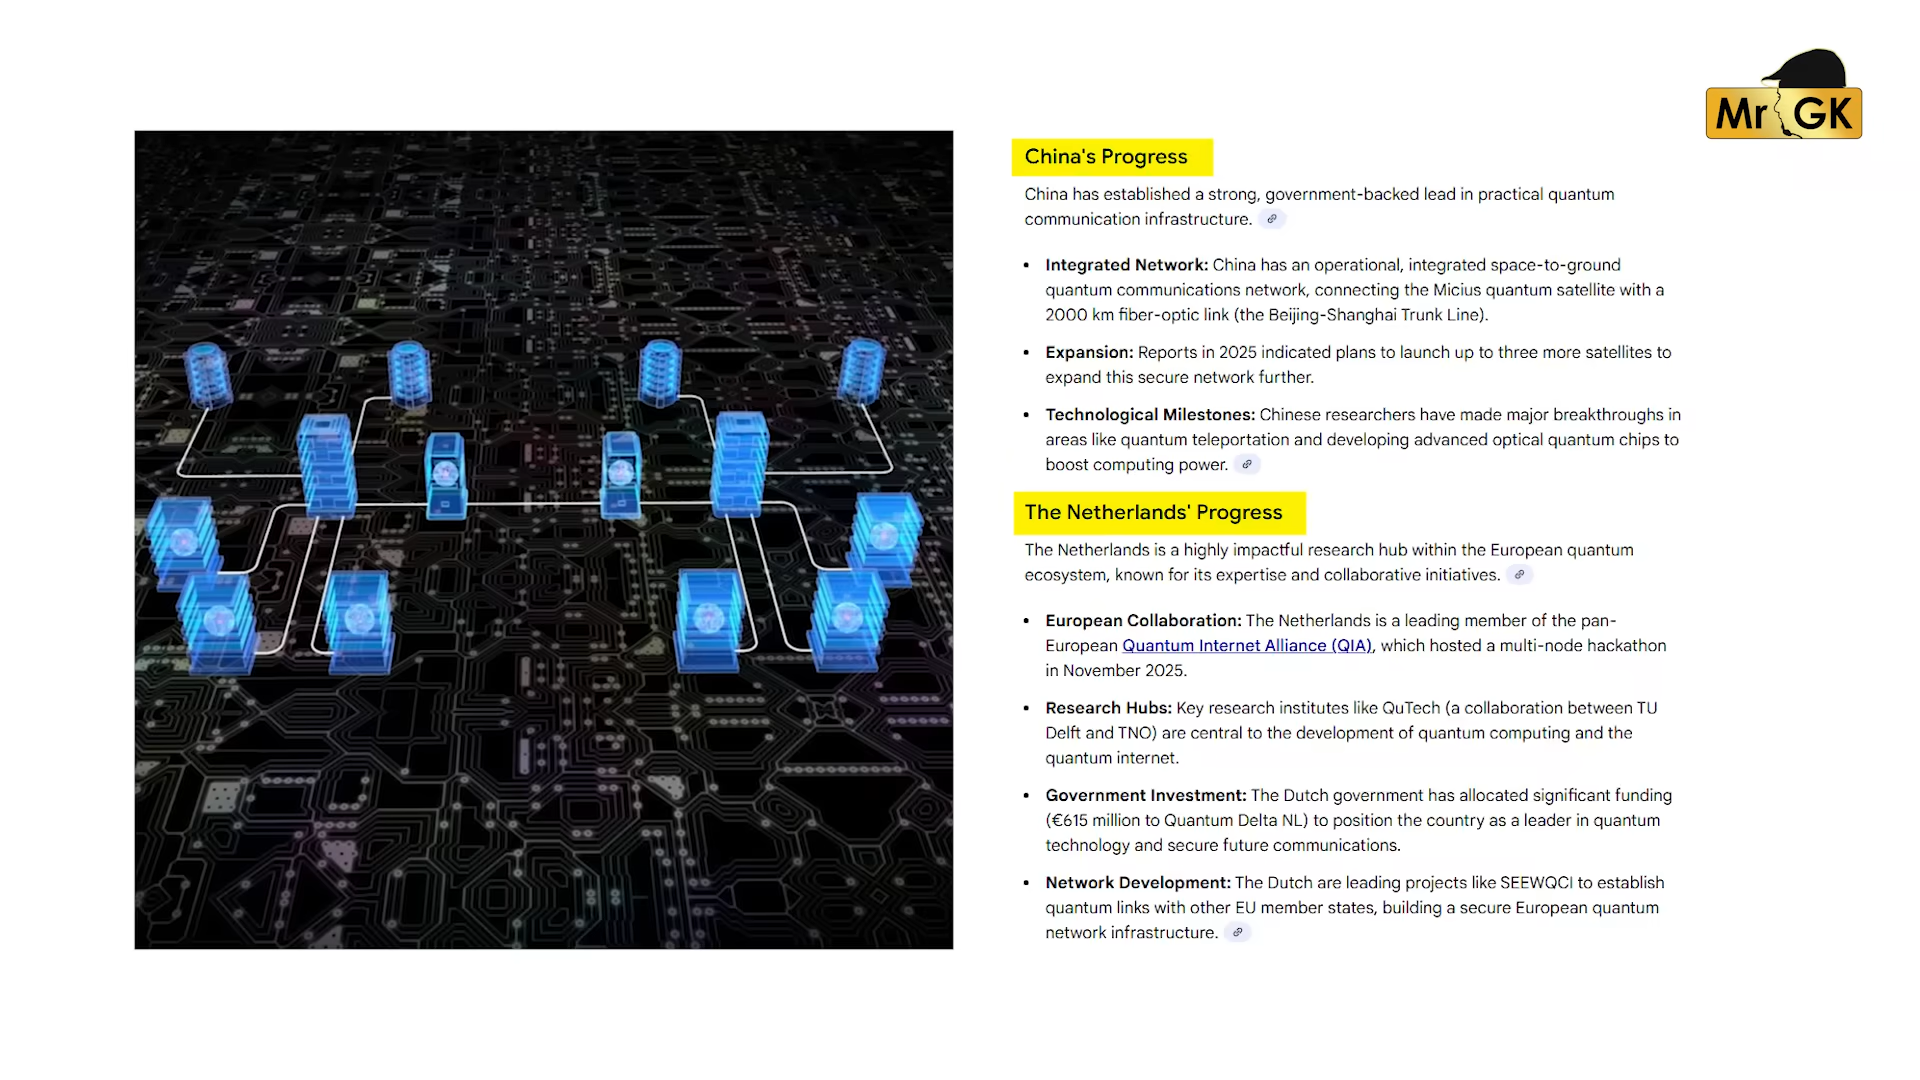 Mr GK
China's Progress
China has established a strong, government-backed lead in practical quantum
communication infrastructure.
• Integrated Network: China has an operational, integrated space-to-ground
quantum communications network, connecting the Micius quantum satellite with a
2000 km fiber-optic link (the Beijing-Shanghai Trunk Line).
• Expansion: Reports in 2025 indicated plans to launch up to three more satellites to
expand this secure network further.
• Technological Milestones: Chinese researchers have made major breakthroughs in
areas like quantum teleportation and developing advanced optical quantum chips to
boost computing power.
The Netherlands' Progress
The Netherlands is a highly impactful research hub within the European quantum
ecosystem, known for its expertise and collaborative initiatives.
• European Collaboration: The Netherlands is a leading member of the pan-
European Quantum Internet Alliance (QIA), which hosted a multi-node hackathon
in November 2025.
• Research Hubs: Key research institutes like QuTech (a collaboration between TU
Delft and TNO) are central to the development of quantum computing and the
quantum internet.
• Government Investment: The Dutch government has allocated significant funding
(€615 million to Quantum Delta NL) to position the country as a leader in quantum
technology and secure future communications.
• Network Development: The Dutch are leading projects like SEEWQCI to establish
quantum links with other EU member states, building a secure European quantum
network infrastructure.